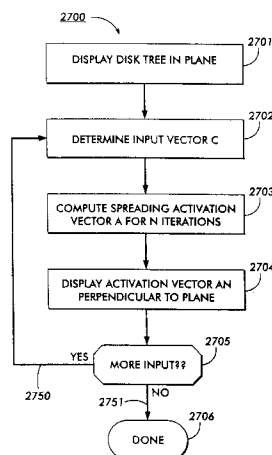 2700
2701
DISPLAY DISK TREE IN PLANE
2702
DETERMINE INPUT VECTOR C
2703
COMPUTE SPREADING ACTIVATION
VECTOR A FOR N ITERATIONS
2704
DISPLAY ACTIVATION VECTOR AN
PERPENDICULAR TO PLANE
2705
YES
MORE INPUT??
2750
NO
2751
2706
DONE